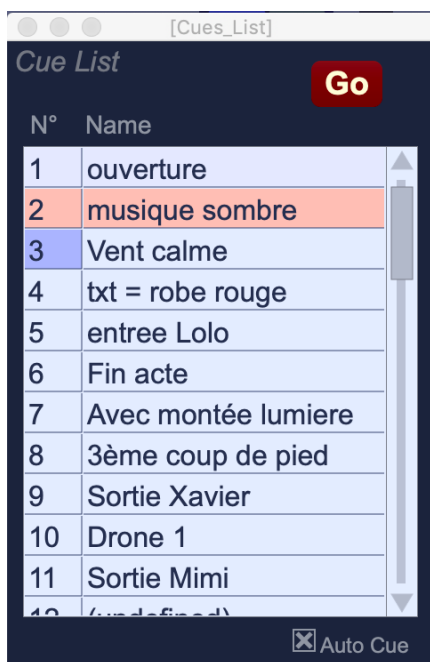 [Cues_List]
Cue List
Go
N° Name
1 ouverture
2 musique sombre
3 Vent calme
4 txt = robe rouge
5 entree Lolo
6 Fin acte
7 Avec montée lumiere
8 3ème coup de pied
9 Sortie Xavier
10 Drone 1
11 Sortie Mimi
12 (undefined)
Auto Cue